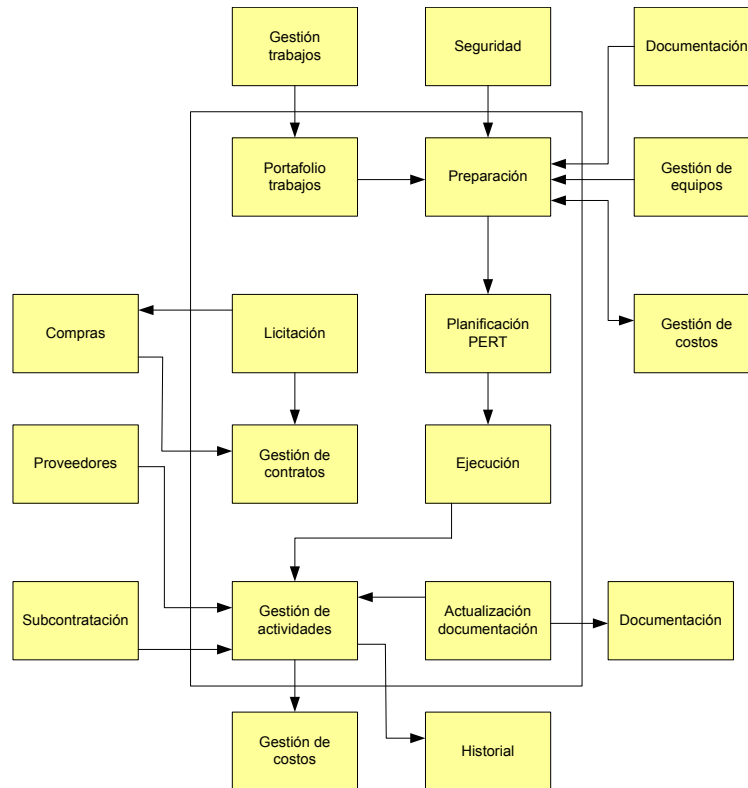 Gestión
trabajos
Seguridad
Documentación
Portafolio
trabajos
Preparación
Gestión de
equipos
Compras
Licitación
Planificación
PERT
Gestión de
costos
Proveedores
Gestión de
contratos
Ejecución
Subcontratación
Gestión de
actividades
Actualización
documentación
Documentación
Gestión de
costos
Historial